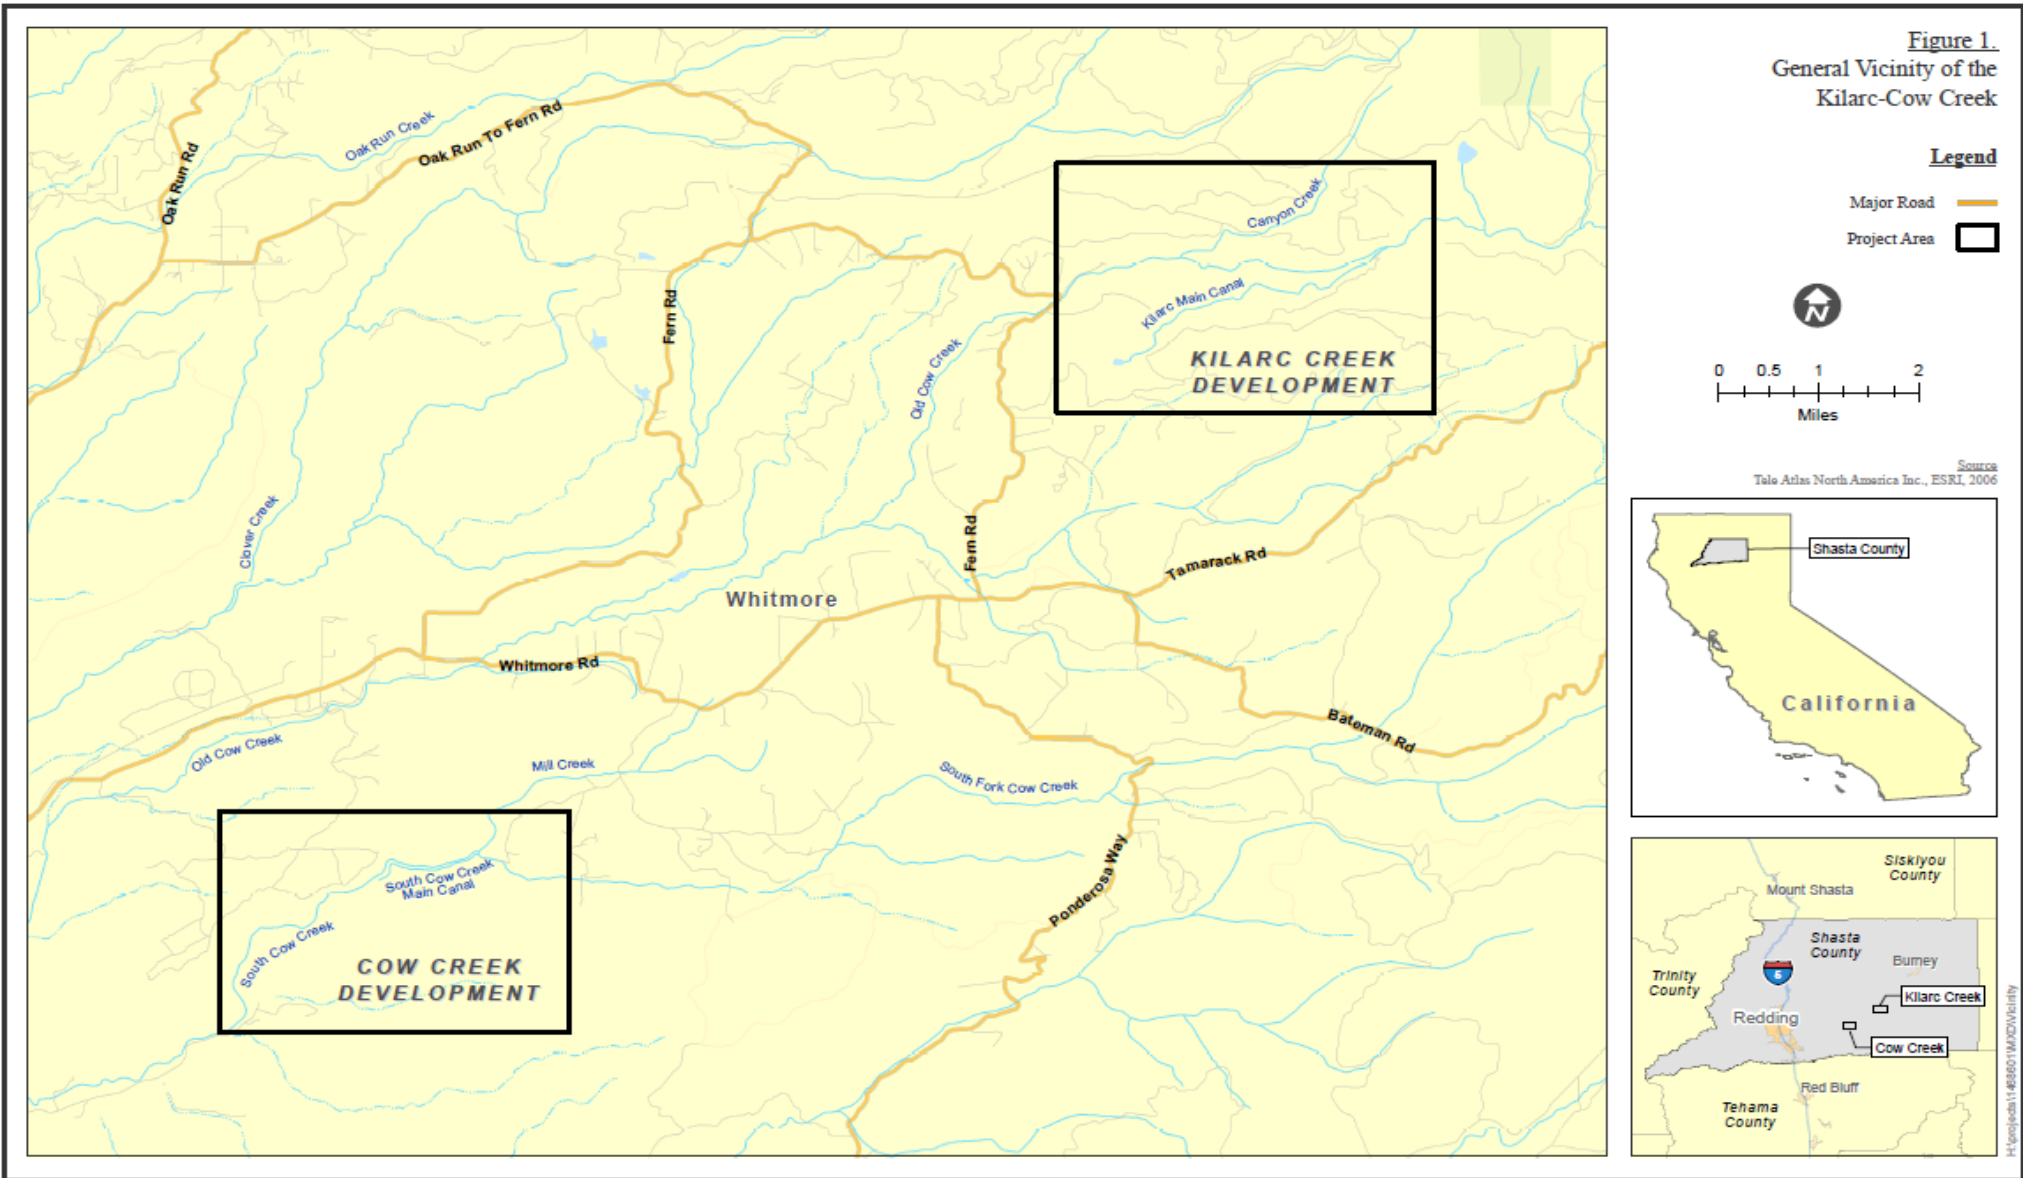 Figure 1.
General Vicinity of the
Kilarc-Cow Creek
Legend
Major Road
Project Area
N
0 0.5 1 2
Miles
Source
Tele Atlas North America Inc., ESRI, 2006
Oak Run Rd
Oak Run Creek
Oak Run To Fern Rd
Fern Rd
Canyon Creek
Kilarc Main Canal
KILARC CREEK
DEVELOPMENT
Old Cow Creek
Clover Creek
Fern Rd
Tamarack Rd
Whitmore
Whitmore Rd
Bateman Rd
Old Cow Creek
Mill Creek
South Fork Cow Creek
Ponderosa Way
South Cow Creek
Main Canal
South Cow Creek
COW CREEK
DEVELOPMENT
Shasta County
California
Siskiyou
County
Mount Shasta
Shasta
County
Burney
Trinity
County
5
Kilarc Creek
Redding
Cow Creek
Red Bluff
Tehama
County